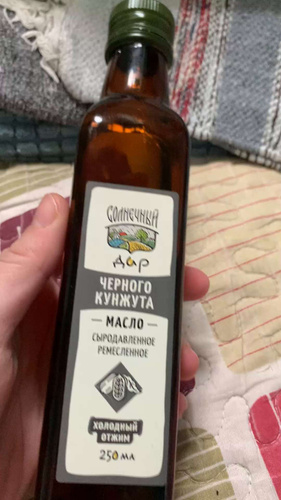 СОЛНЕЧНЫЙ
дар
ЧЕРНОГО
КУНЖУТА
МАСЛО
СЫРОДАВЛЕННОЕ
РЕМЕСЛЕННОЕ
ХОЛОДНЫЙ
ОТЖИМ
250 МЛ